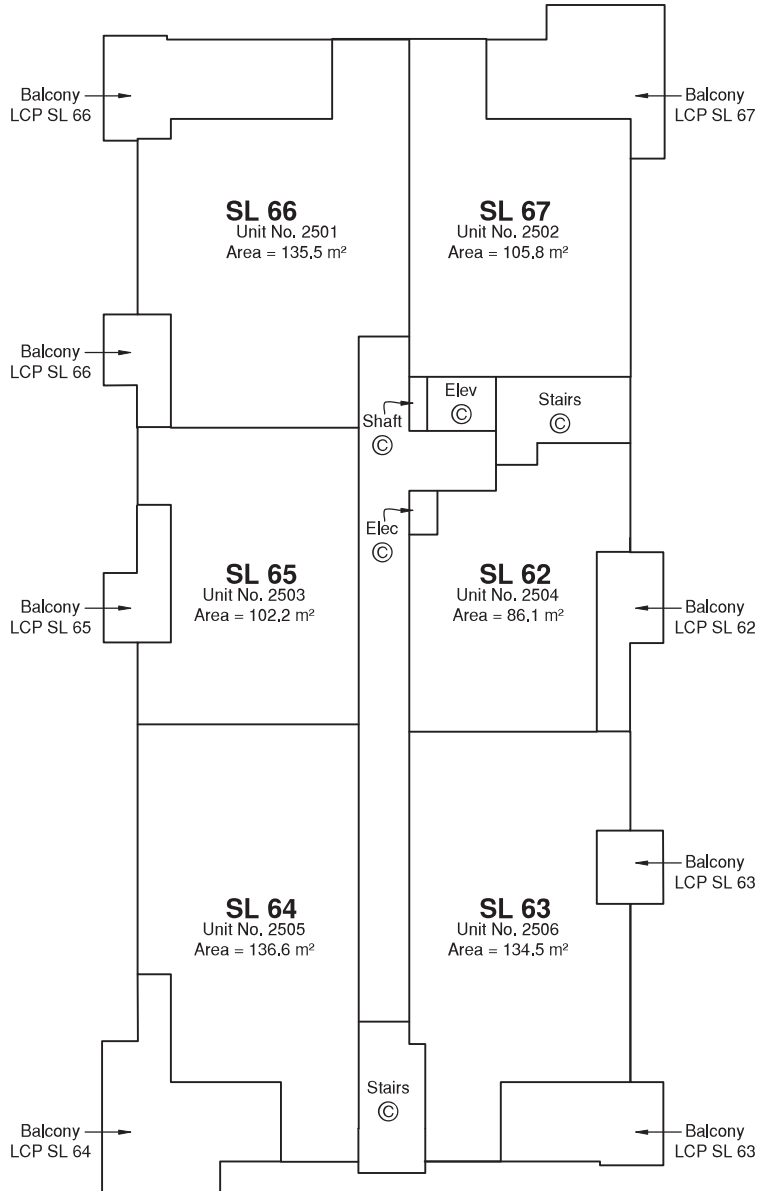 Balcony
LCP SL 66
Balcony
LCP SL 67
SL 66
Unit No. 2501
Area = 135.5 m²
SL 67
Unit No. 2502
Area = 105.8 m²
Balcony
LCP SL 66
Elev
©
Stairs
©
Shaft
©
Elec
©
SL 65
Unit No. 2503
Area = 102.2 m²
SL 62
Unit No. 2504
Area = 86.1 m²
Balcony
LCP SL 65
Balcony
LCP SL 62
Balcony
LCP SL 63
SL 64
Unit No. 2505
Area = 136.6 m²
SL 63
Unit No. 2506
Area = 134.5 m²
Stairs
©
Balcony
LCP SL 64
Balcony
LCP SL 63